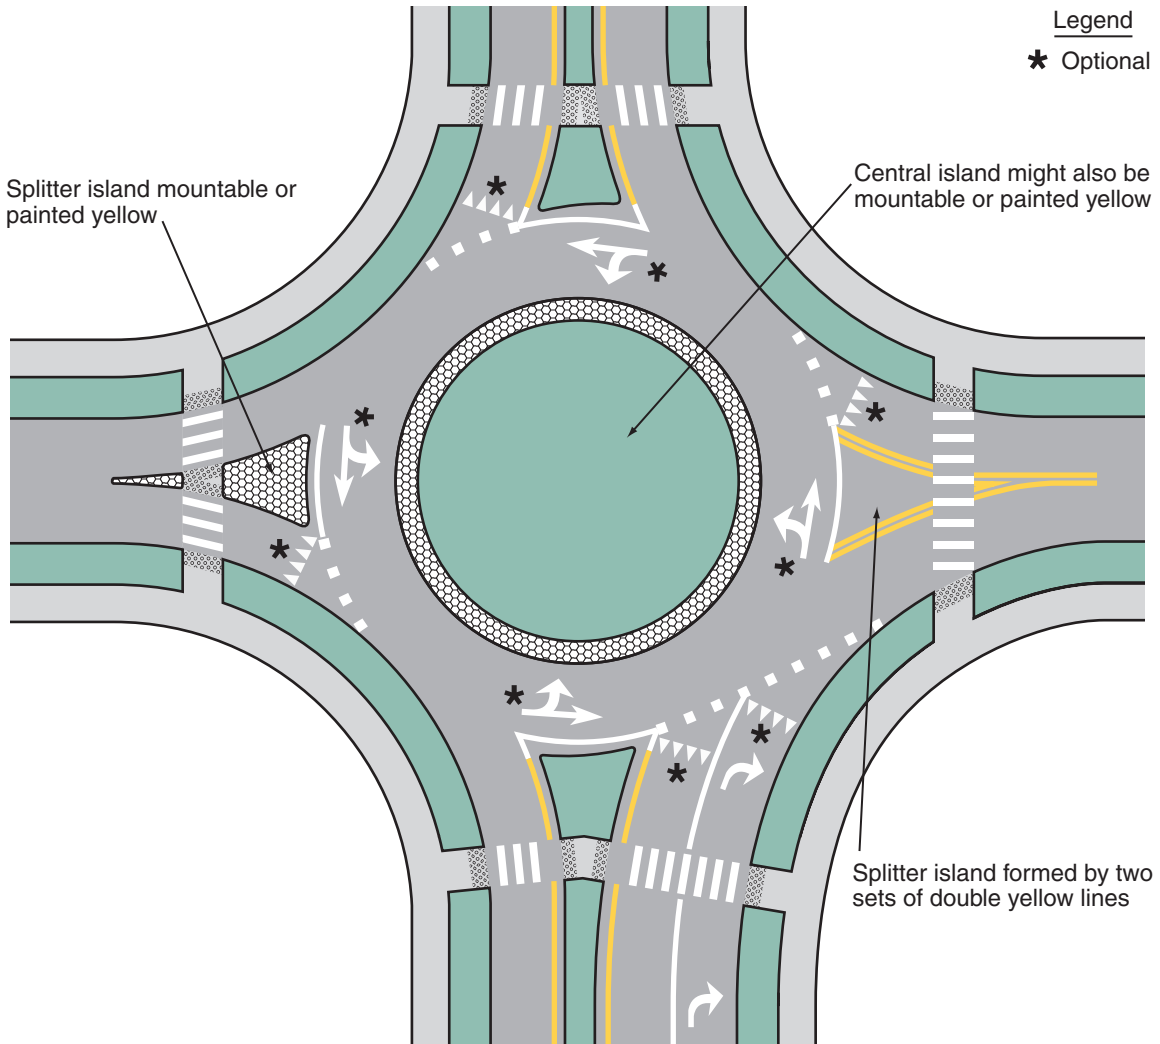 Legend
* Optional
Splitter island mountable or
painted yellow
Central island might also be
mountable or painted yellow
Splitter island formed by two
sets of double yellow lines